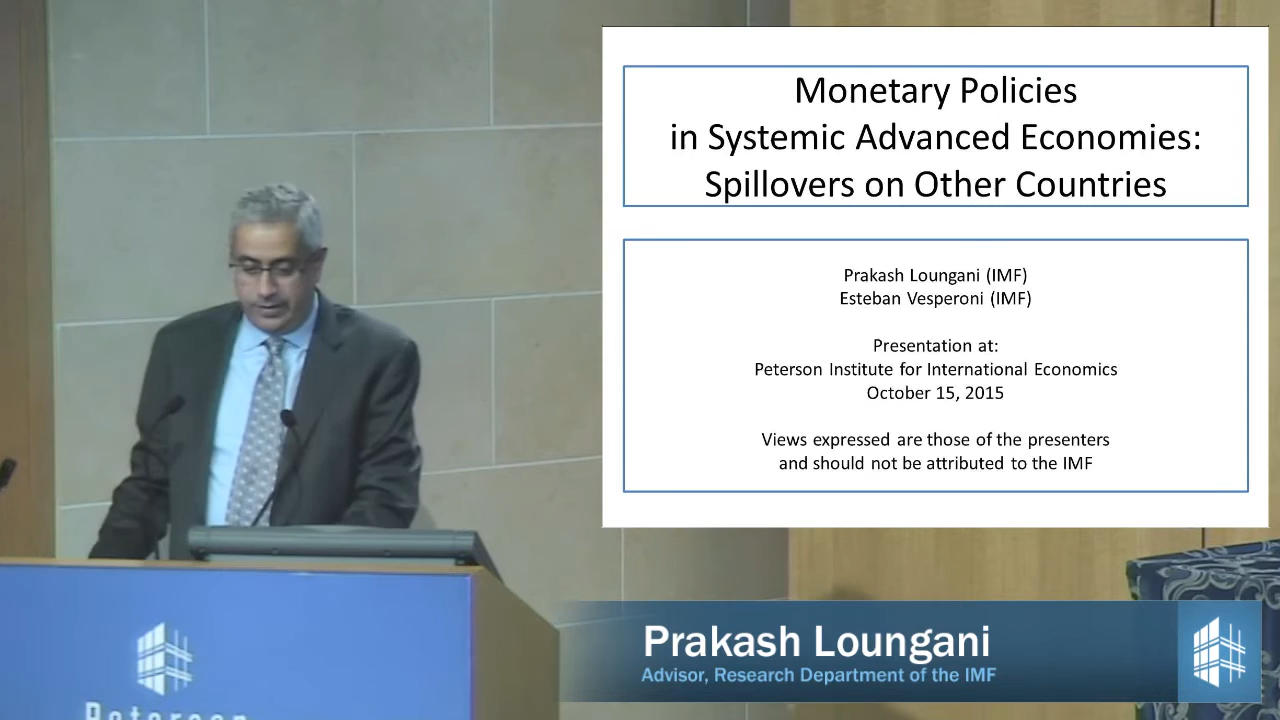 Monetary Policies
in Systemic Advanced Economies:
Spillovers on Other Countries
Prakash Loungani (IMF)
Esteban Vesperoni (IMF)
Presentation at:
Peterson Institute for International Economics
October 15, 2015
Views expressed are those of the presenters
and should not be attributed to the IMF
Prakash Loungani
Advisor, Research Department of the IMF
Peterson